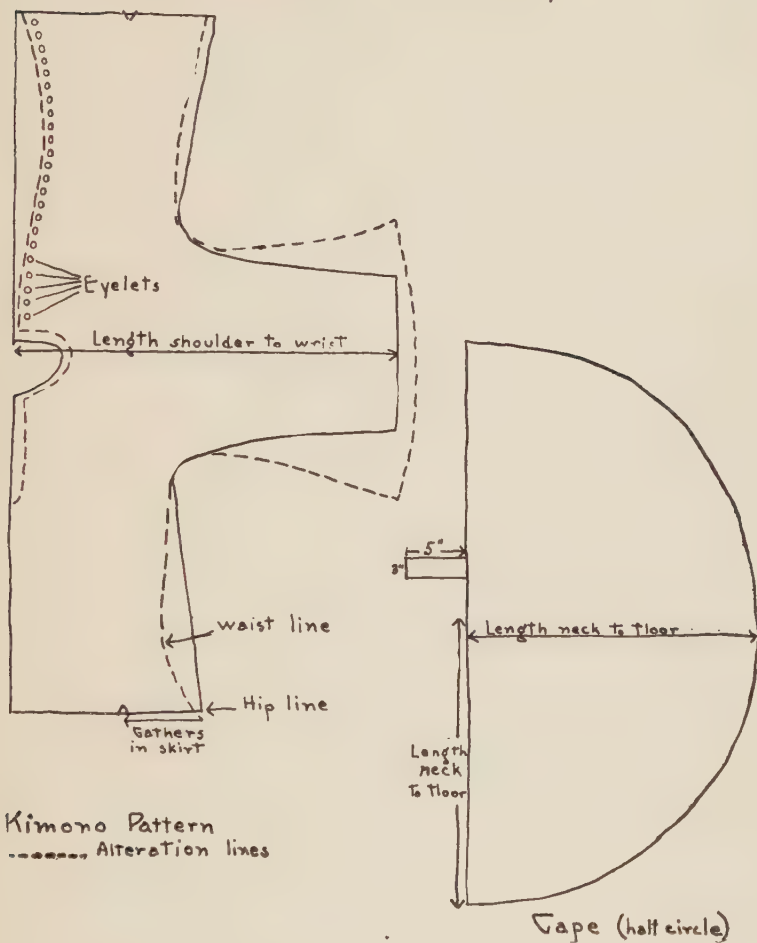 Eyelets
Length shoulder to wrist
5"
waist line
Length neck to floor
Hip line
Gathers
in skirt
Length
neck
to floor
Kimono Pattern
Alteration lines
Cape (half circle)